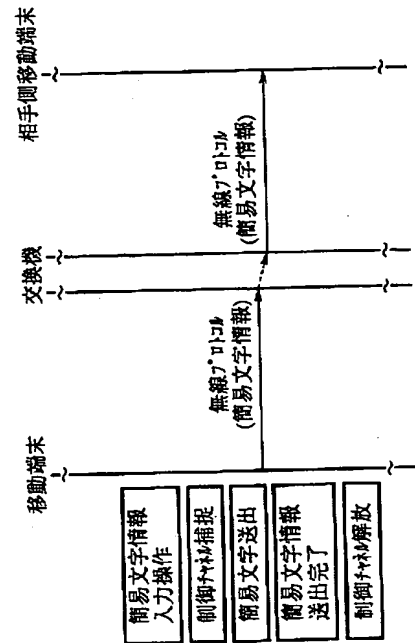 移動端末
交換機
相手側移動端末
簡易文字情報
入力操作
制御チャネル捕捉
簡易文字送出
簡易文字情報
送出完了
制御チャネル解放
無線プロトコル
(簡易文字情報)
無線プロトコル
(簡易文字情報)